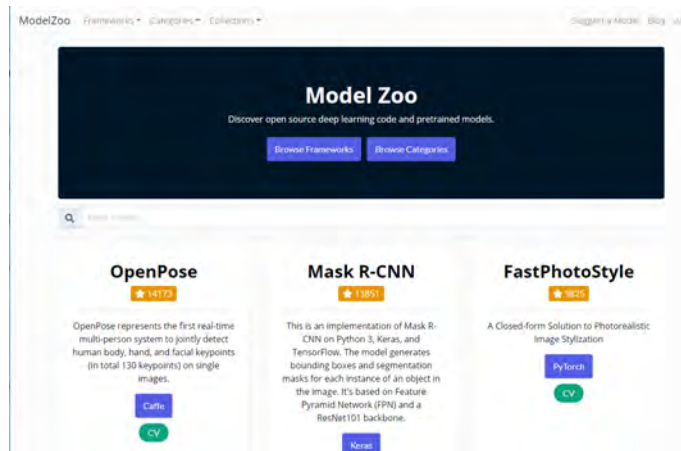 ModelZoo Frameworks Categories Collections Suggest a Model Blog
Model Zoo
Discover open source deep learning code and pretrained models.
Browse Frameworks Browse Categories
OpenPose
14173
OpenPose represents the first real-time
multi-person system to jointly detect
human body, hand, and facial keypoints
(in total 130 keypoints) on single
images.
Caffe
CV
Mask R-CNN
11851
This is an implementation of Mask R-
CNN on Python 3, Keras, and
TensorFlow. The model generates
bounding boxes and segmentation
masks for each instance of an object in
the image. It's based on Feature
Pyramid Network (FPN) and a
ResNet101 backbone.
Keras
FastPhotoStyle
9825
A Closed-form Solution to Photorealistic
Image Stylization
PyTorch
CV